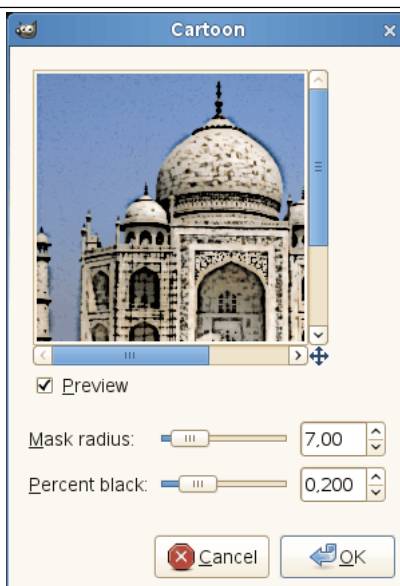 Cartoon
Preview
Mask radius: 7,00
Percent black: 0,200
Cancel OK